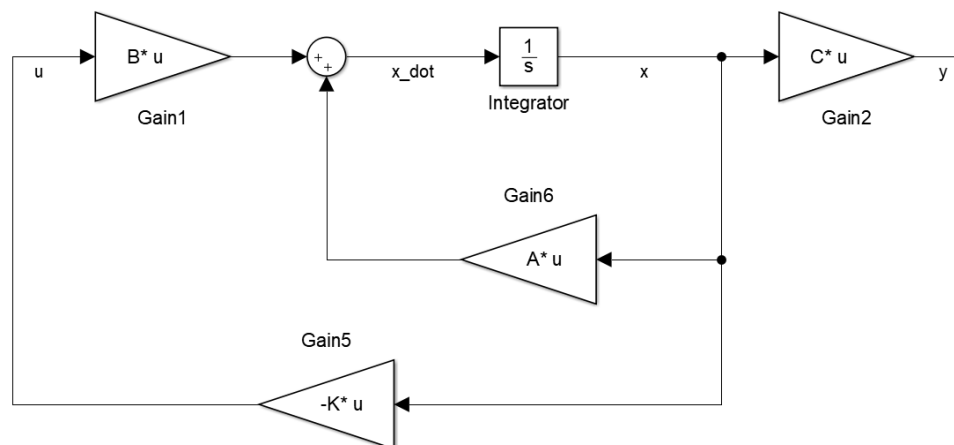 B* u
+
+
1
s
C* u
u
x_dot
x
y
Integrator
Gain1
Gain2
Gain6
A* u
Gain5
-K* u